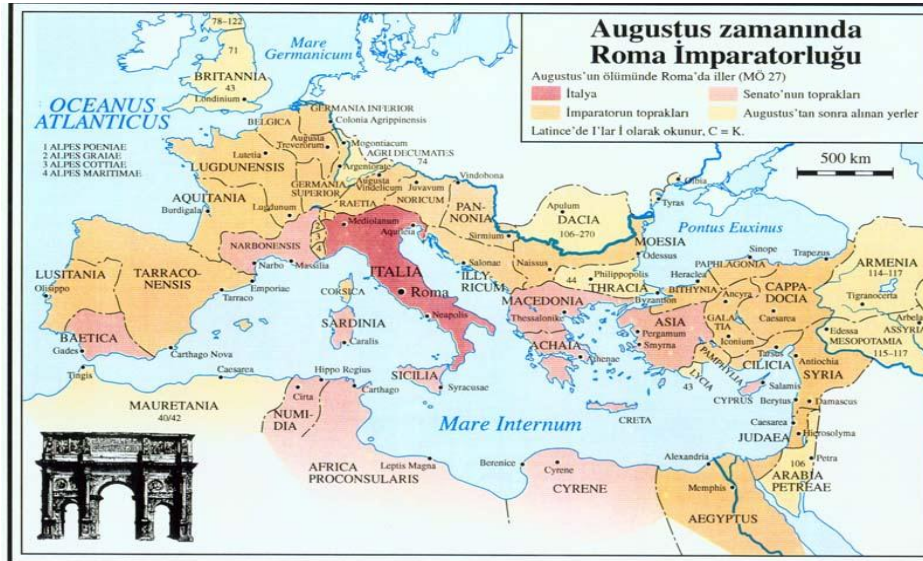 Augustus zamanında
Roma İmparatorluğu
Augustus'un ölümünde Roma'da iller (MÖ 27)
İtalya
Senato'nun toprakları
İmparatorun toprakları
Augustus'tan sonra alınan yerler
Latince'de I'lar İ olarak okunur, C = K.
500 km
78-122
71
BRITANNIA
43
Londinium
Mare
Germanicum
OCEANUS
ATLANTICUS
1 ALPES POENIAE
2 ALPES GRAIAE
3 ALPES COTTIAE
4 ALPES MARITIMAE
GERMANIA INFERIOR
Colonia Agrippinensis
BELGICA
Augusta
Treverorum
Mogontiacum
AGRI DECUMATES
74
Lutetia
LUGDUNENSIS
Argentorate
Augusta
Vindelicum
Juvavum
Vindobona
GERMANIA
SUPERIOR
RAETIA
NORICUM
AQUITANIA
Burdigala
Lugdunum
PAN-
NONIA
Sirmium
Apulum
DACIA
106-270
Olbia
Tyras
MOESIA
Odessus
Pontus Euxinus
2
3
4
Mediolanum
Aquileia
NARBONENSIS
Narbo
Massilia
Emporiae
LUSITANIA
Olisippo
TARRACO-
NENSIS
Tarraco
BAETICA
Gades
Carthago Nova
ITALIA
Roma
Neapolis
CORSICA
SARDINIA
Caralis
SICILIA
Syracusae
Salonae
ILLY-
RICUM
Naissus
44
Philippopolis
THRACIA
Byzantion
MACEDONIA
Thessalonike
ACHAIA
Athenae
Heraclea
BITHYNIA
PAPHLAGONIA
Sinope
Trapezus
ARMENIA
114-117
Tigranocerta
Arbela
ASSYRIA
MESOPOTAMIA
115-117
Edessa
CAPPA-
DOCIA
Caesarea
Ancyra
GALA-
TIA
Iconium
ASIA
Pergamum
Smyrna
LYCIA
PAMPHYLIA
43
Tarsus
CILICIA
Antiochia
SYRIA
Salamis
CYPRUS
Berytus
Damascus
Caesarea
JUDAEA
Hierosolyma
106
Petra
ARABIA
PETREAE
Tingis
Caesarea
Hippo Regius
Cirta
Carthago
MAURETANIA
40/42
NUMI-
DIA
AFRICA
PROCONSULARIS
Leptis Magna
Mare Internum
CRETA
Berenice
Cyrene
CYRENE
Alexandria
Memphis
AEGYPTUS